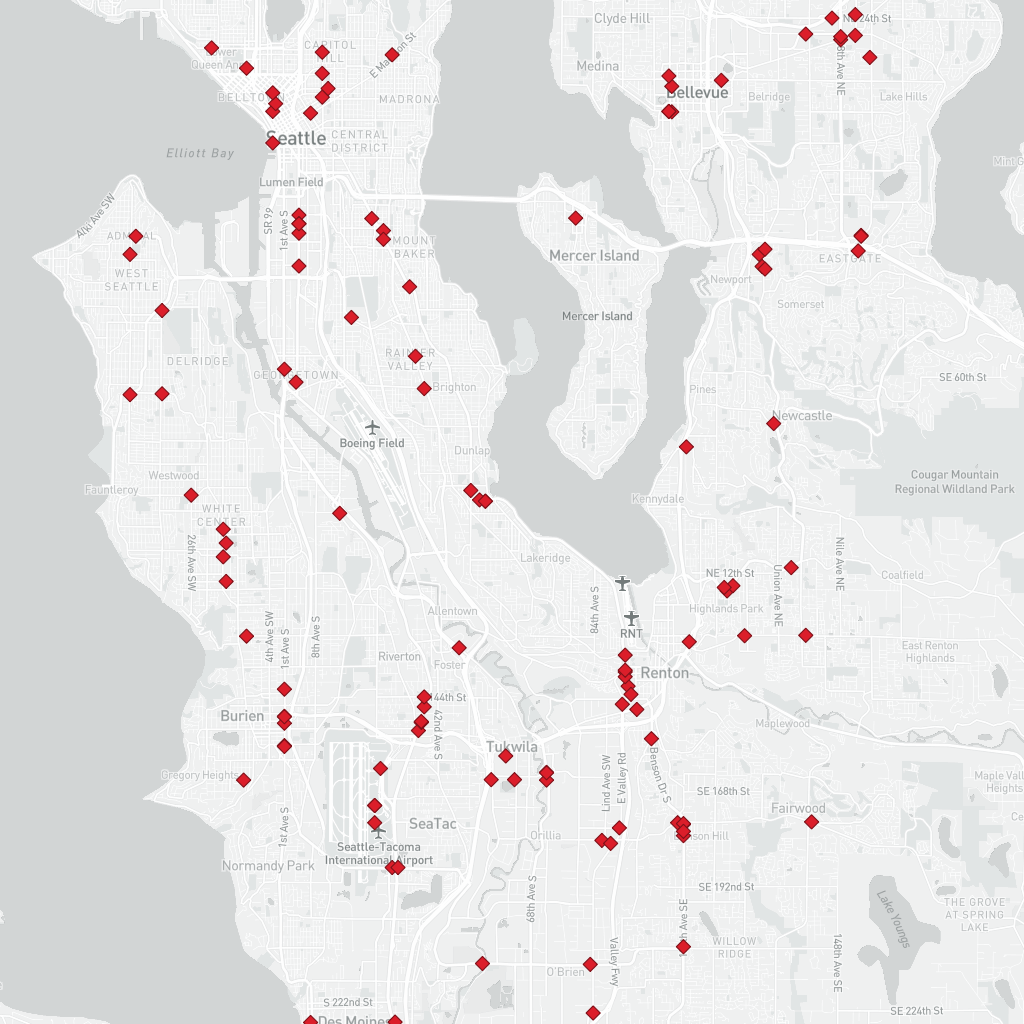 Clyde Hill
NE 24th St
CAPITOL
HILL
Lower
Queen Ann
E Madison St
Medina
BELLTOWN
MADRONA
Bellevue
Belridge
Lake Hills
Seattle
CENTRAL
DISTRICT
Elliott Bay
Mint
Lumen Field
Alki Ave SW
SR 99
1st Ave S
ADMIRAL
WEST
SEATTLE
MOUNT
BAKER
Mercer Island
EASTGATE
Newport
Somerset
Mercer Island
DELRIDGE
RAINIER
VALLEY
GEORGETOWN
Brighton
SE 60th St
Pines
Newcastle
Boeing Field
Dunlap
Westwood
Fauntleroy
Cougar Mountain
Regional Wildland Park
Kennydale
WHITE
CENTER
26th Ave SW
Lakeridge
Nile Ave NE
NE 12th St
Union Ave NE
Coalfield
84th Ave S
Highlands Park
Allentown
RNT
4th Ave SW
1st Ave S
8th Ave S
Riverton
Foster
East Renton
Highlands
Renton
144th St
42nd Ave S
Burien
Maplewood
Tukwila
Gregory Heights
Lind Ave SW
E Valley Rd
Benson Dr S
SE 168th St
Maple Val
Heights
Fairwood
SeaTac
Orillia
1st Ave S
Seattle-Tacoma
International Airport
Normandy Park
68th Ave S
SE 192nd St
Lake Youngs
THE GROVE
AT SPRING
LAKE
WILLOW
RIDGE
Valley Fwy
148th Ave SE
O'Brien
S 222nd St
SE 224th St
Des Moines